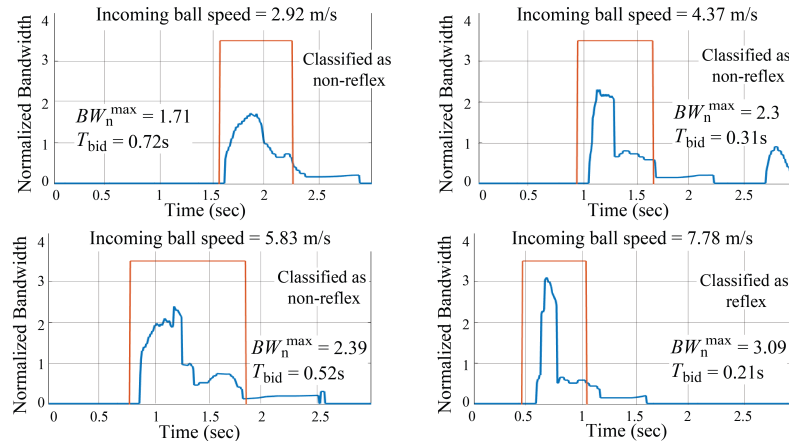 Incoming ball speed = 2.92 m/s
Normalized Bandwidth
4
3
2
1
0
Classified as
non-reflex
BWnmax = 1.71
Tbid = 0.72s
0 0.5 1 1.5 2 2.5
Time (sec)
Incoming ball speed = 4.37 m/s
Normalized Bandwidth
4
3
2
1
0
Classified as
non-reflex
BWnmax = 2.3
Tbid = 0.31s
0 0.5 1 1.5 2 2.5
Time (sec)
Incoming ball speed = 5.83 m/s
Normalized Bandwidth
4
3
2
1
0
Classified as
non-reflex
BWnmax = 2.39
Tbid = 0.52s
0 0.5 1 1.5 2 2.5
Time (sec)
Incoming ball speed = 7.78 m/s
Normalized Bandwidth
4
3
2
1
0
Classified as
reflex
BWnmax = 3.09
Tbid = 0.21s
0 0.5 1 1.5 2 2.5
Time (sec)